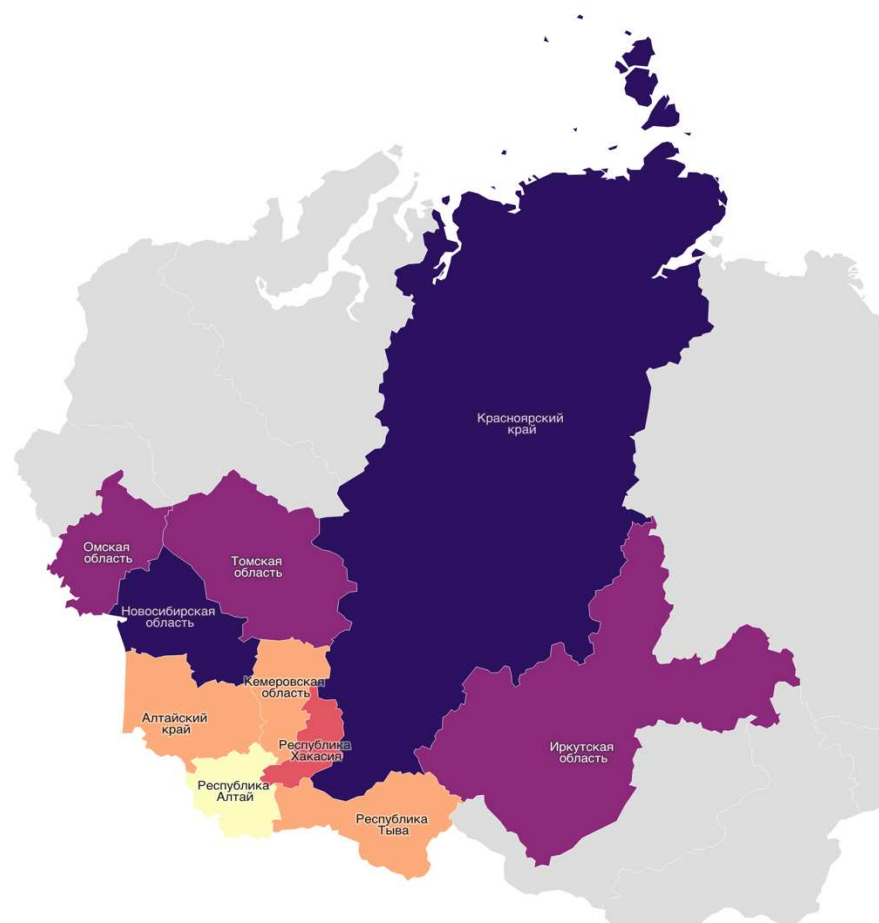 Красноярский
край
Омская
область
Томская
область
Новосибирская
область
Кемеровская
область
Алтайский
край
Республика
Хакасия
Иркутская
область
Республика
Алтай
Республика
Тыва